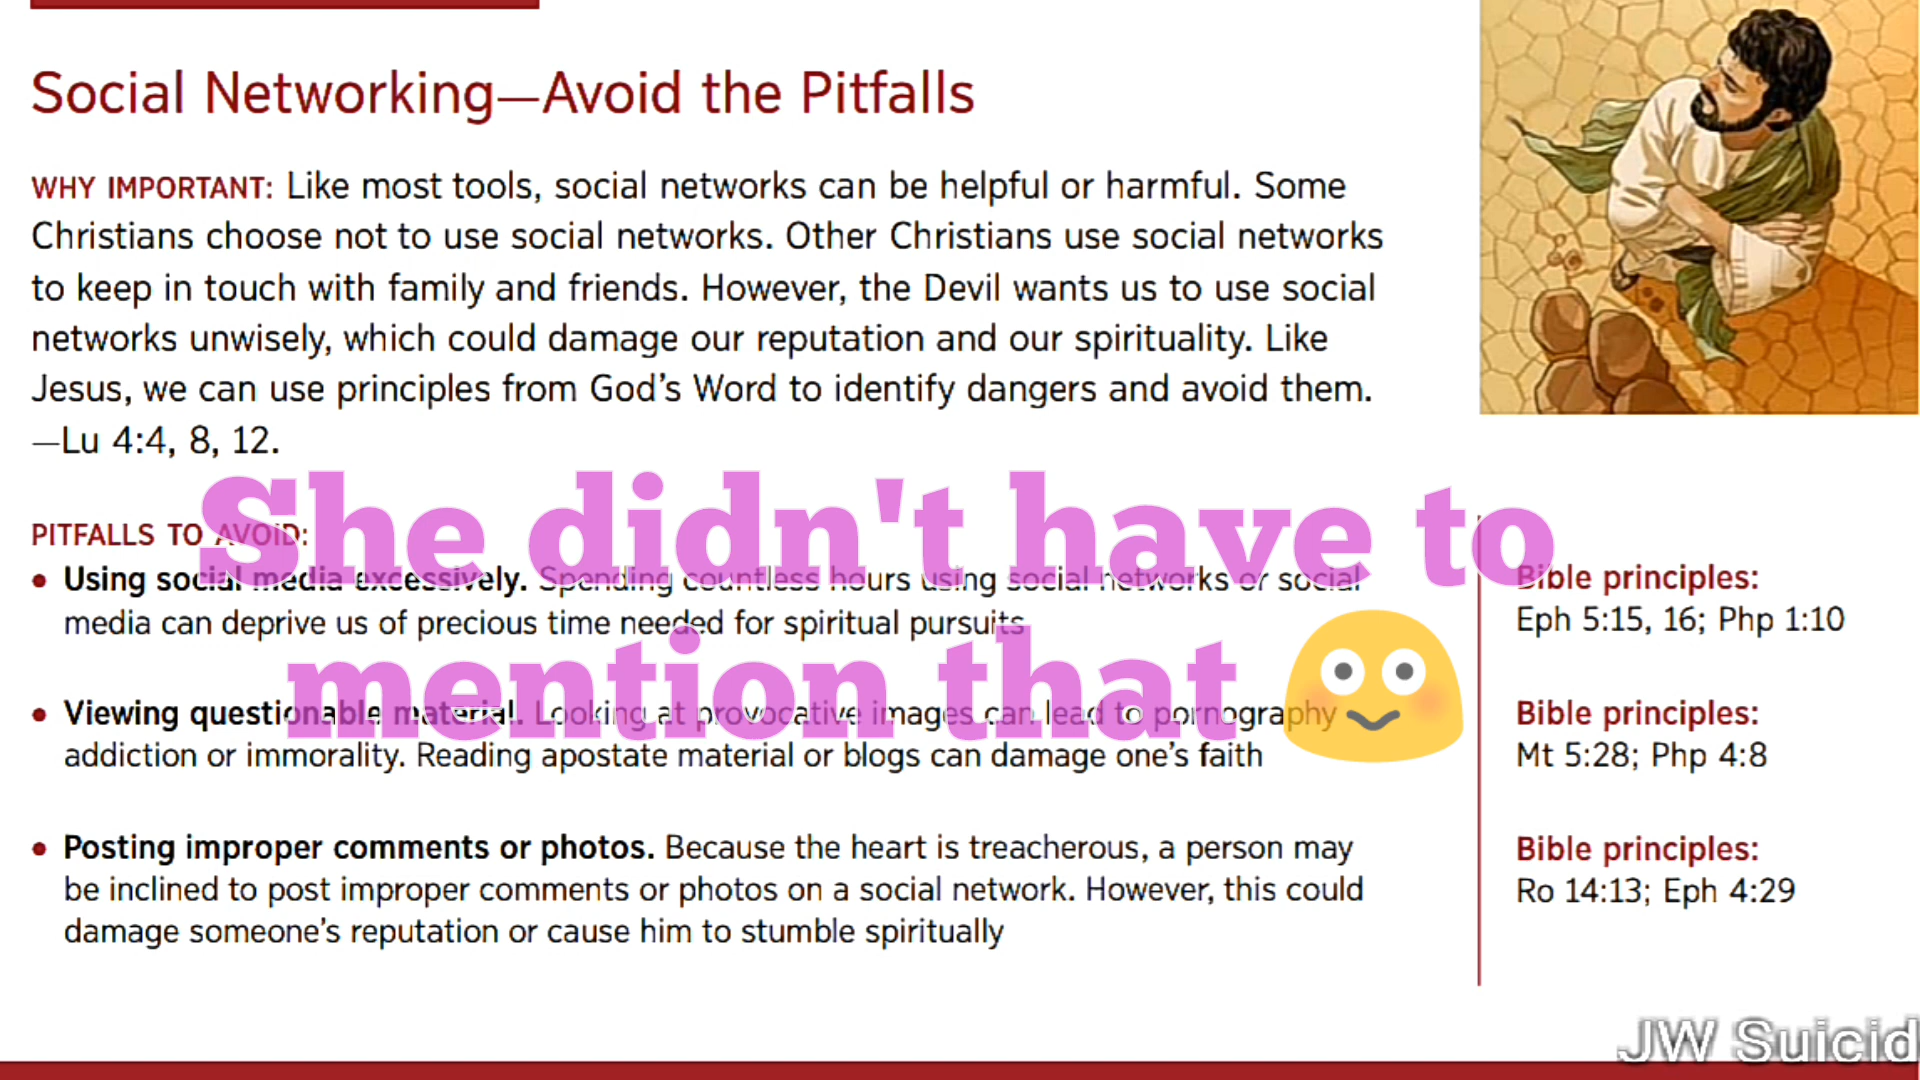 Social Networking—Avoid the Pitfalls
WHY IMPORTANT: Like most tools, social networks can be helpful or harmful. Some
Christians choose not to use social networks. Other Christians use social networks
to keep in touch with family and friends. However, the Devil wants us to use social
networks unwisely, which could damage our reputation and our spirituality. Like
Jesus, we can use principles from God’s Word to identify dangers and avoid them.
—Lu 4:4, 8, 12.
She didn't have to
mention that
PITFALLS TO AVOID:
• Using social media excessively. Spending countless hours using social networks or social
media can deprive us of precious time needed for spiritual pursuits
Bible principles:
Eph 5:15, 16; Php 1:10
• Viewing questionable material. Looking at provocative images can lead to pornography
addiction or immorality. Reading apostate material or blogs can damage one’s faith
Bible principles:
Mt 5:28; Php 4:8
• Posting improper comments or photos. Because the heart is treacherous, a person may
be inclined to post improper comments or photos on a social network. However, this could
damage someone’s reputation or cause him to stumble spiritually
Bible principles:
Ro 14:13; Eph 4:29
JW Suicid